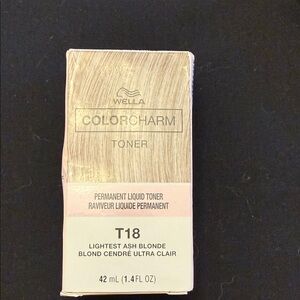 WELLA
COLORCHARM
TONER
PERMANENT LIQUID TONER
RAVIVEUR LIQUIDE PERMANENT
T18
LIGHTEST ASH BLONDE
BLOND CENDRÉ ULTRA CLAIR
42 mL (1.4 FL OZ)